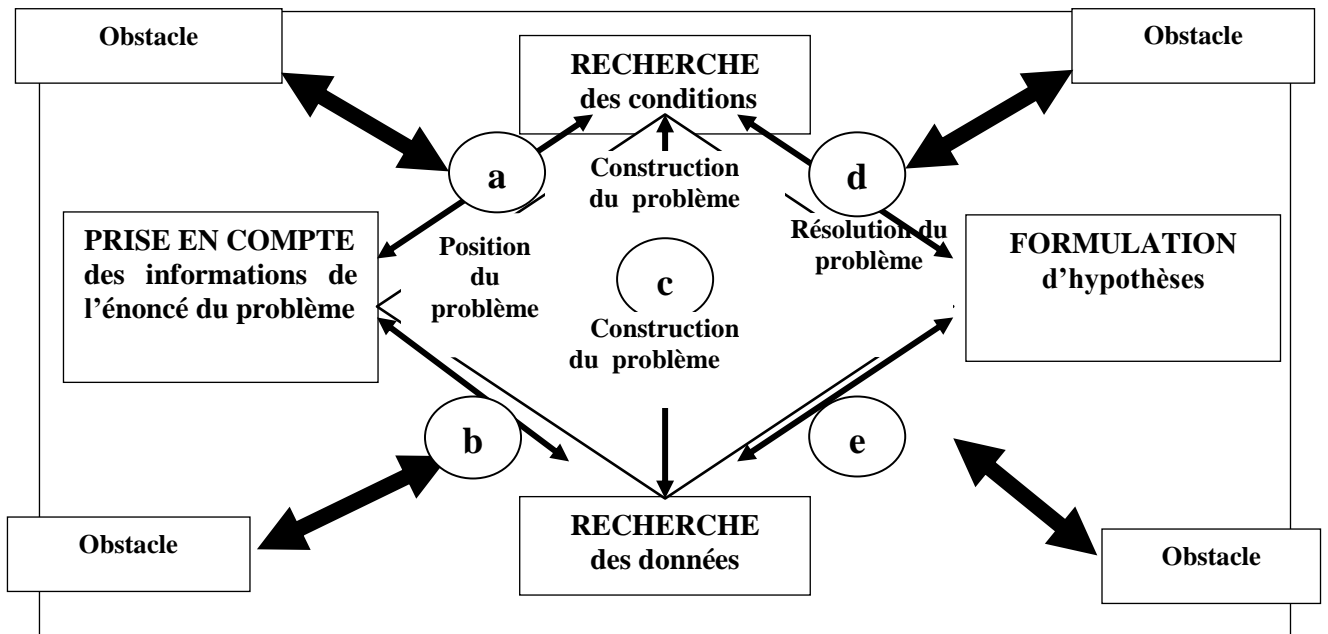 Obstacle
Obstacle
RECHERCHE
des conditions
a
d
Construction
du problème
PRISE EN COMPTE
des informations de
l'énoncé du problème
Position
du
problème
Résolution du
problème
FORMULATION
d'hypothèses
c
Construction
du problème
b
e
RECHERCHE
des données
Obstacle
Obstacle